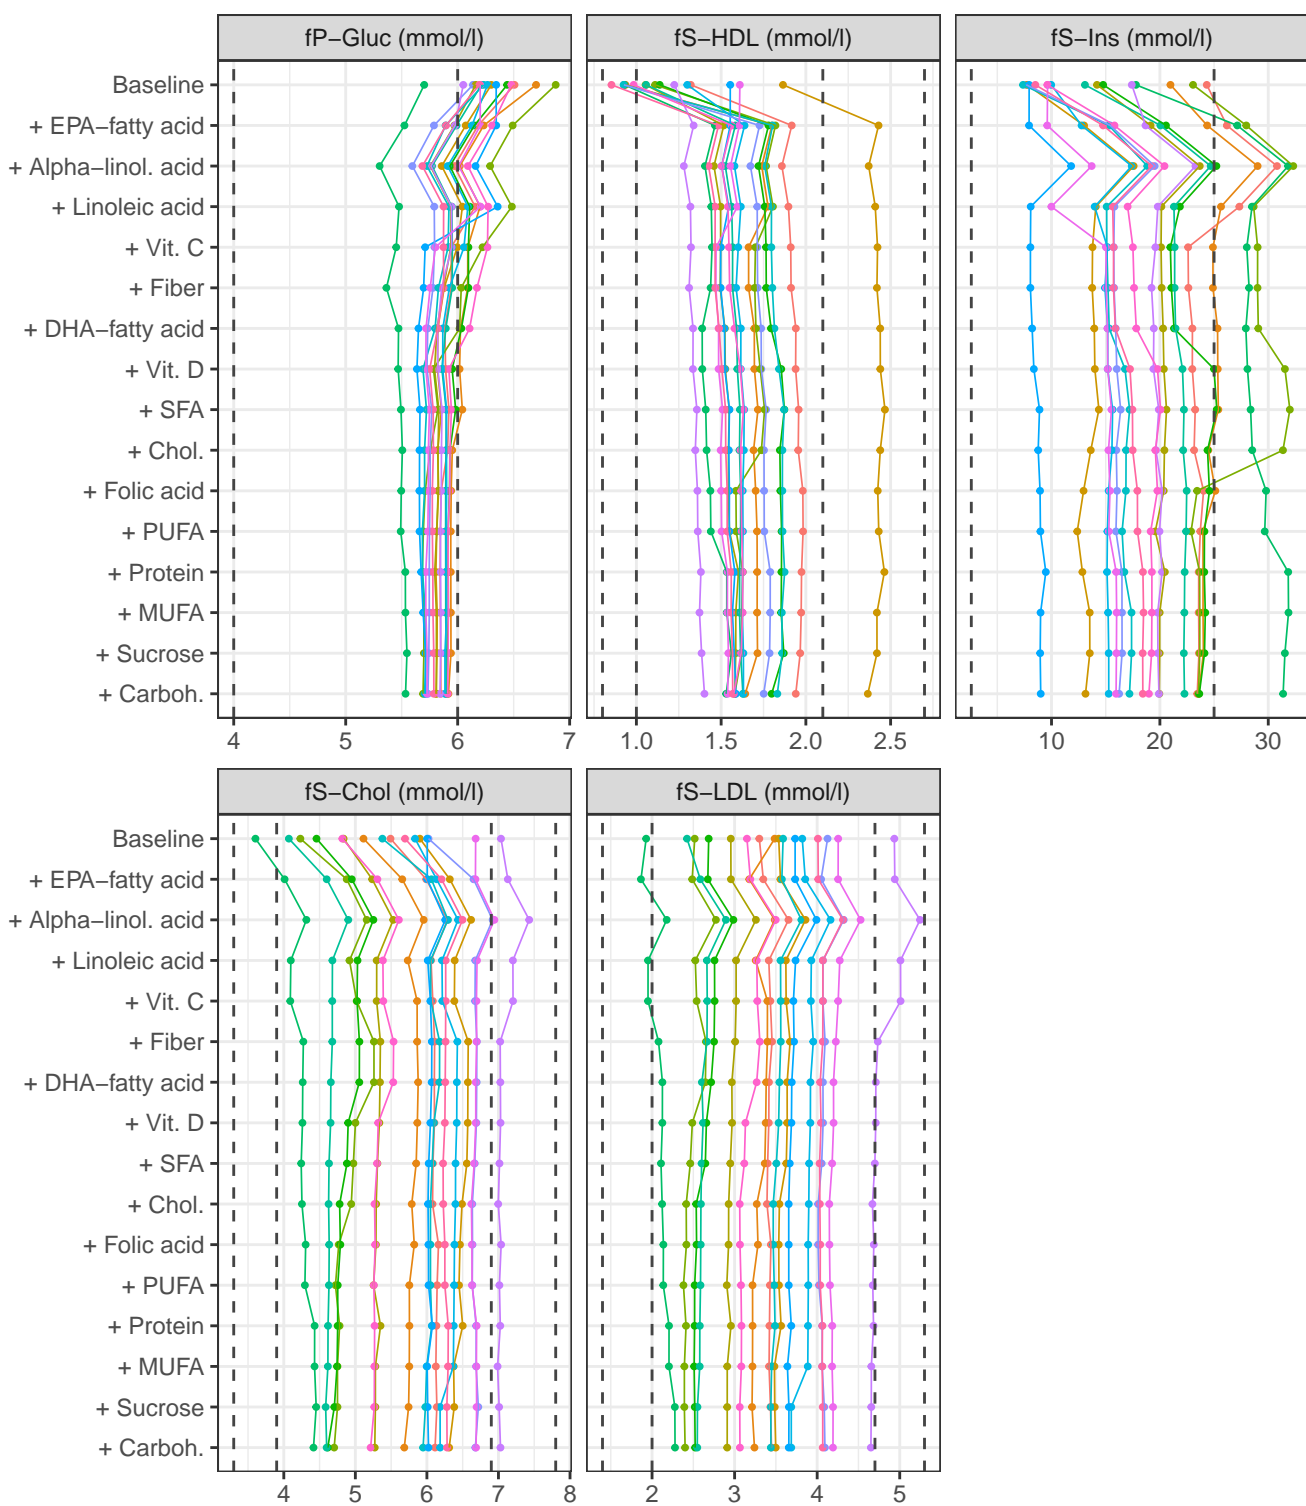 fP−Gluc (mmol/l) fS−HDL (mmol/l) fS−Ins (mmol/l)
Baseline
+ EPA−fatty acid
+ Alpha−linol. acid
+ Linoleic acid
+ Vit. C
+ Fiber
+ DHA−fatty acid
+ Vit. D
+ SFA
+ Chol.
+ Folic acid
+ PUFA
+ Protein
+ MUFA
+ Sucrose
+ Carboh.
4 5 6 7 1.0 1.5 2.0 2.5 10 20 30
fS−Chol (mmol/l) fS−LDL (mmol/l)
Baseline
+ EPA−fatty acid
+ Alpha−linol. acid
+ Linoleic acid
+ Vit. C
+ Fiber
+ DHA−fatty acid
+ Vit. D
+ SFA
+ Chol.
+ Folic acid
+ PUFA
+ Protein
+ MUFA
+ Sucrose
+ Carboh.
4 5 6 7 8 2 3 4 5